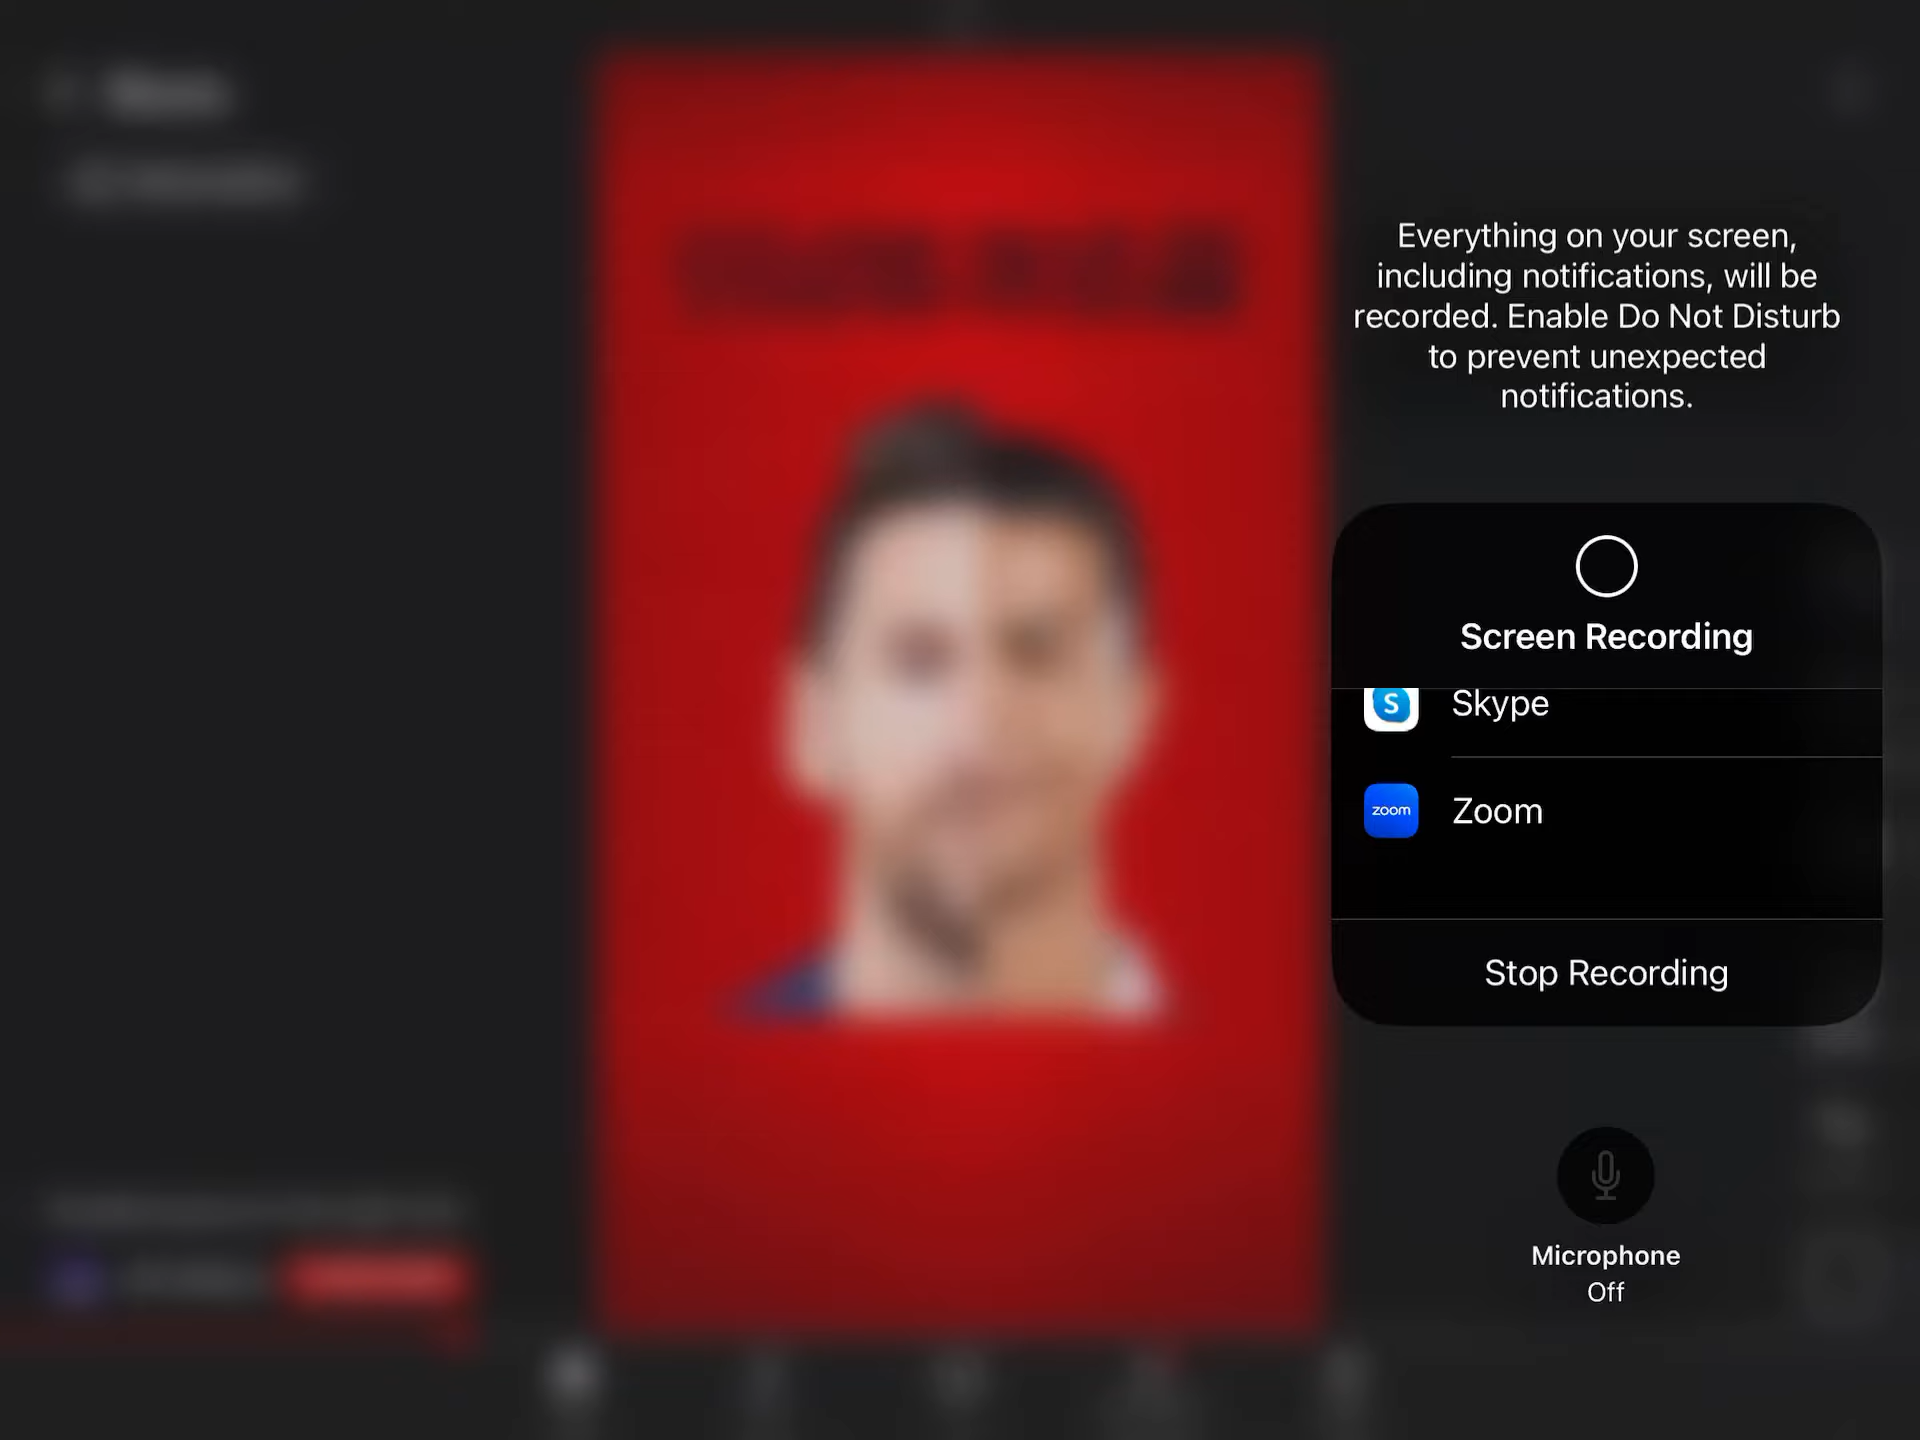 Everything on your screen,
including notifications, will be
recorded. Enable Do Not Disturb
to prevent unexpected
notifications.
Screen Recording
S Skype
zoom Zoom
Stop Recording
Microphone
Off